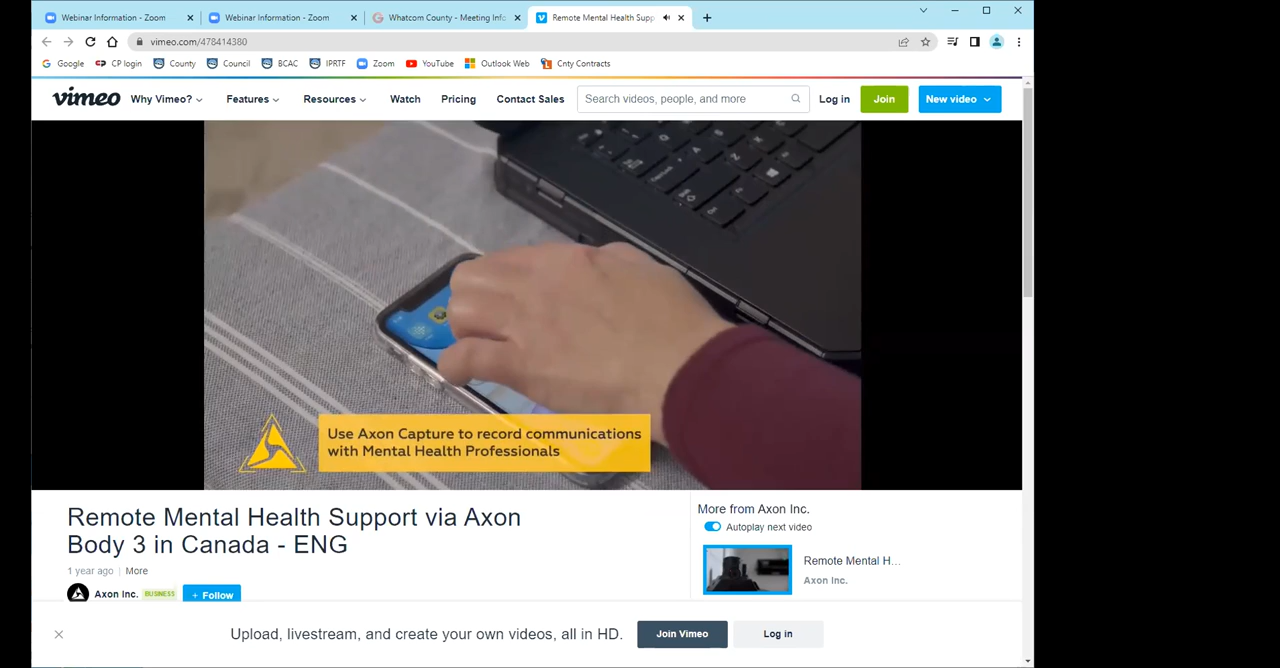 Webinar Information - Zoom
Webinar Information - Zoom
Whatcom County - Meeting Info
Remote Mental Health Supp
vimeo.com/478414380
Google CP login County Council BCAC IPRTF Zoom YouTube Outlook Web Cnty Contracts
vimeo Why Vimeo? Features Resources Watch Pricing Contact Sales Search videos, people, and more Log in Join New video
Use Axon Capture to record communications
with Mental Health Professionals
Remote Mental Health Support via Axon
Body 3 in Canada - ENG
1 year ago | More
Axon Inc. BUSINESS + Follow
More from Axon Inc.
Autoplay next video
Remote Mental H...
Axon Inc.
Upload, livestream, and create your own videos, all in HD. Join Vimeo Log in